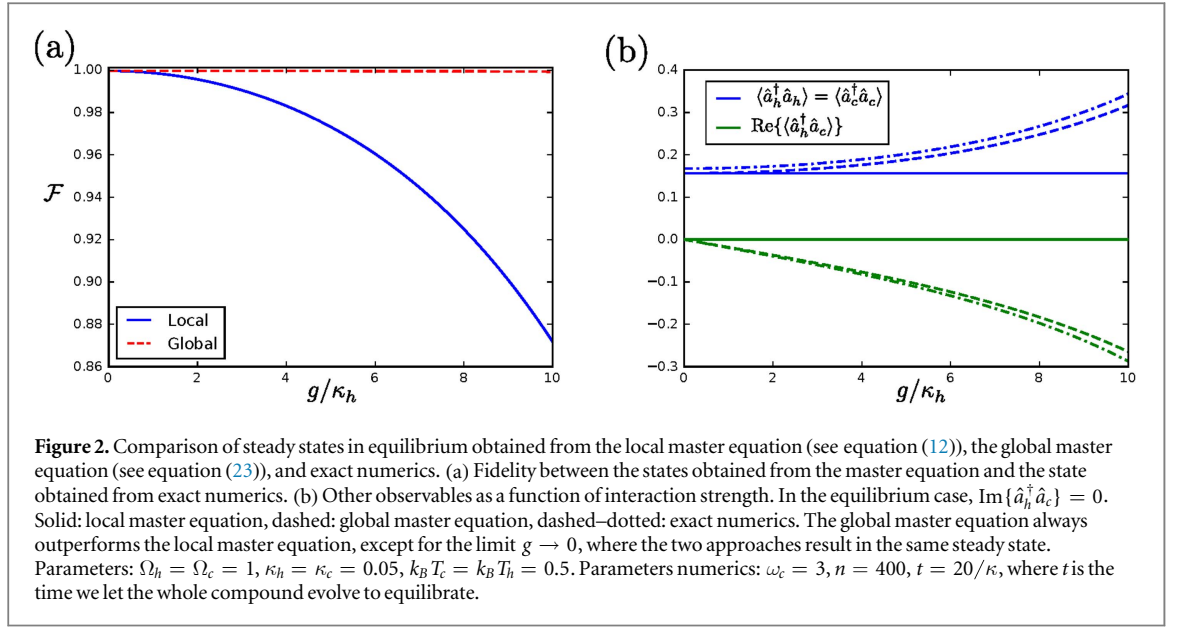 (a)
1.00
0.98
0.96
0.94
0.92
0.90
0.88
0.86
ℱ
Local
Global
0 2 4 6 8 10
g/κ_h
(b)
0.4
0.3
0.2
0.1
0.0
−0.1
−0.2
−0.3
⟨â_h^†â_h⟩ = ⟨â_c^†â_c⟩
Re{⟨â_h^†â_c⟩}
0 2 4 6 8 10
g/κ_h
Figure 2. Comparison of steady states in equilibrium obtained from the local master equation (see equation (12)), the global master
equation (see equation (23)), and exact numerics. (a) Fidelity between the states obtained from the master equation and the state
obtained from exact numerics. (b) Other observables as a function of interaction strength. In the equilibrium case, Im{â_h^†â_c} = 0.
Solid: local master equation, dashed: global master equation, dashed–dotted: exact numerics. The global master equation always
outperforms the local master equation, except for the limit g → 0, where the two approaches result in the same steady state.
Parameters: Ω_h = Ω_c = 1, κ_h = κ_c = 0.05, k_B T_c = k_B T_h = 0.5. Parameters numerics: ω_c = 3, n = 400, t = 20/κ, where t is the
time we let the whole compound evolve to equilibrate.